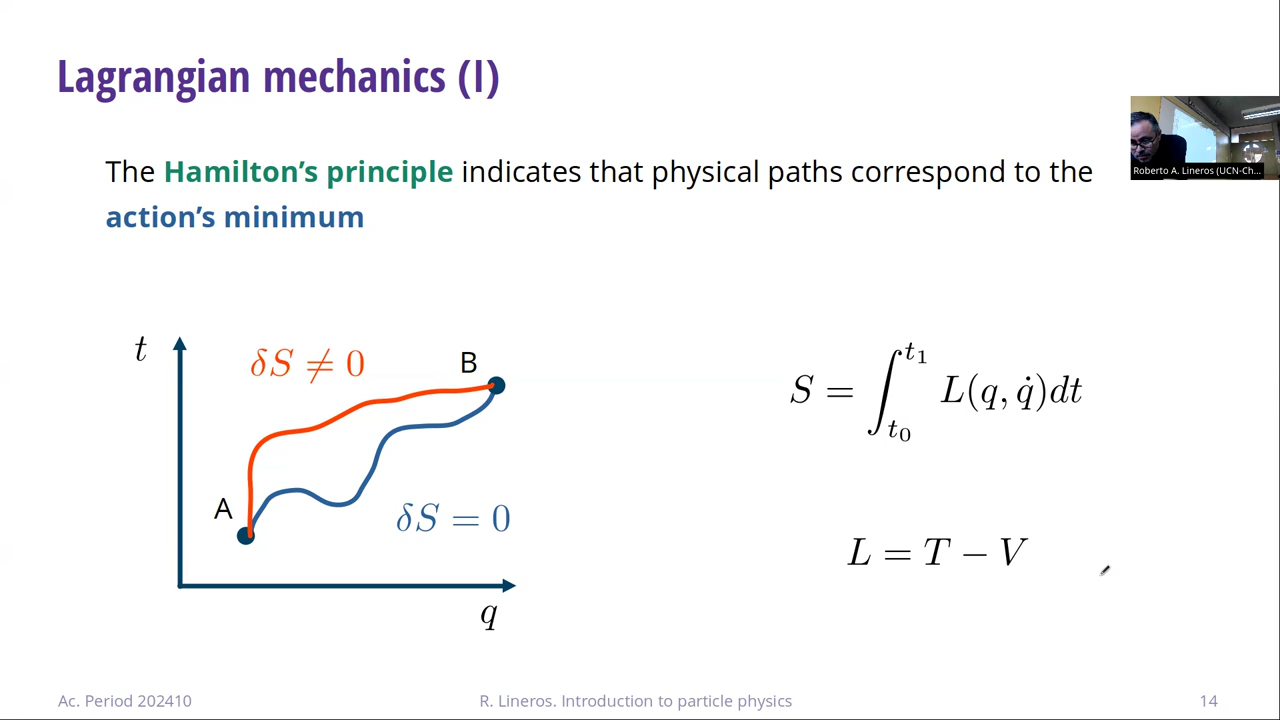 Lagrangian mechanics (I)
The Hamilton’s principle indicates that physical paths correspond to the
action’s minimum
Roberto A. Lineros (UCN-Ch...
t
δS ≠ 0
B
A
δS = 0
q
S = ∫_{t_0}^{t_1} L(q, q̇)dt
L = T − V
Ac. Period 202410
R. Lineros. Introduction to particle physics
14